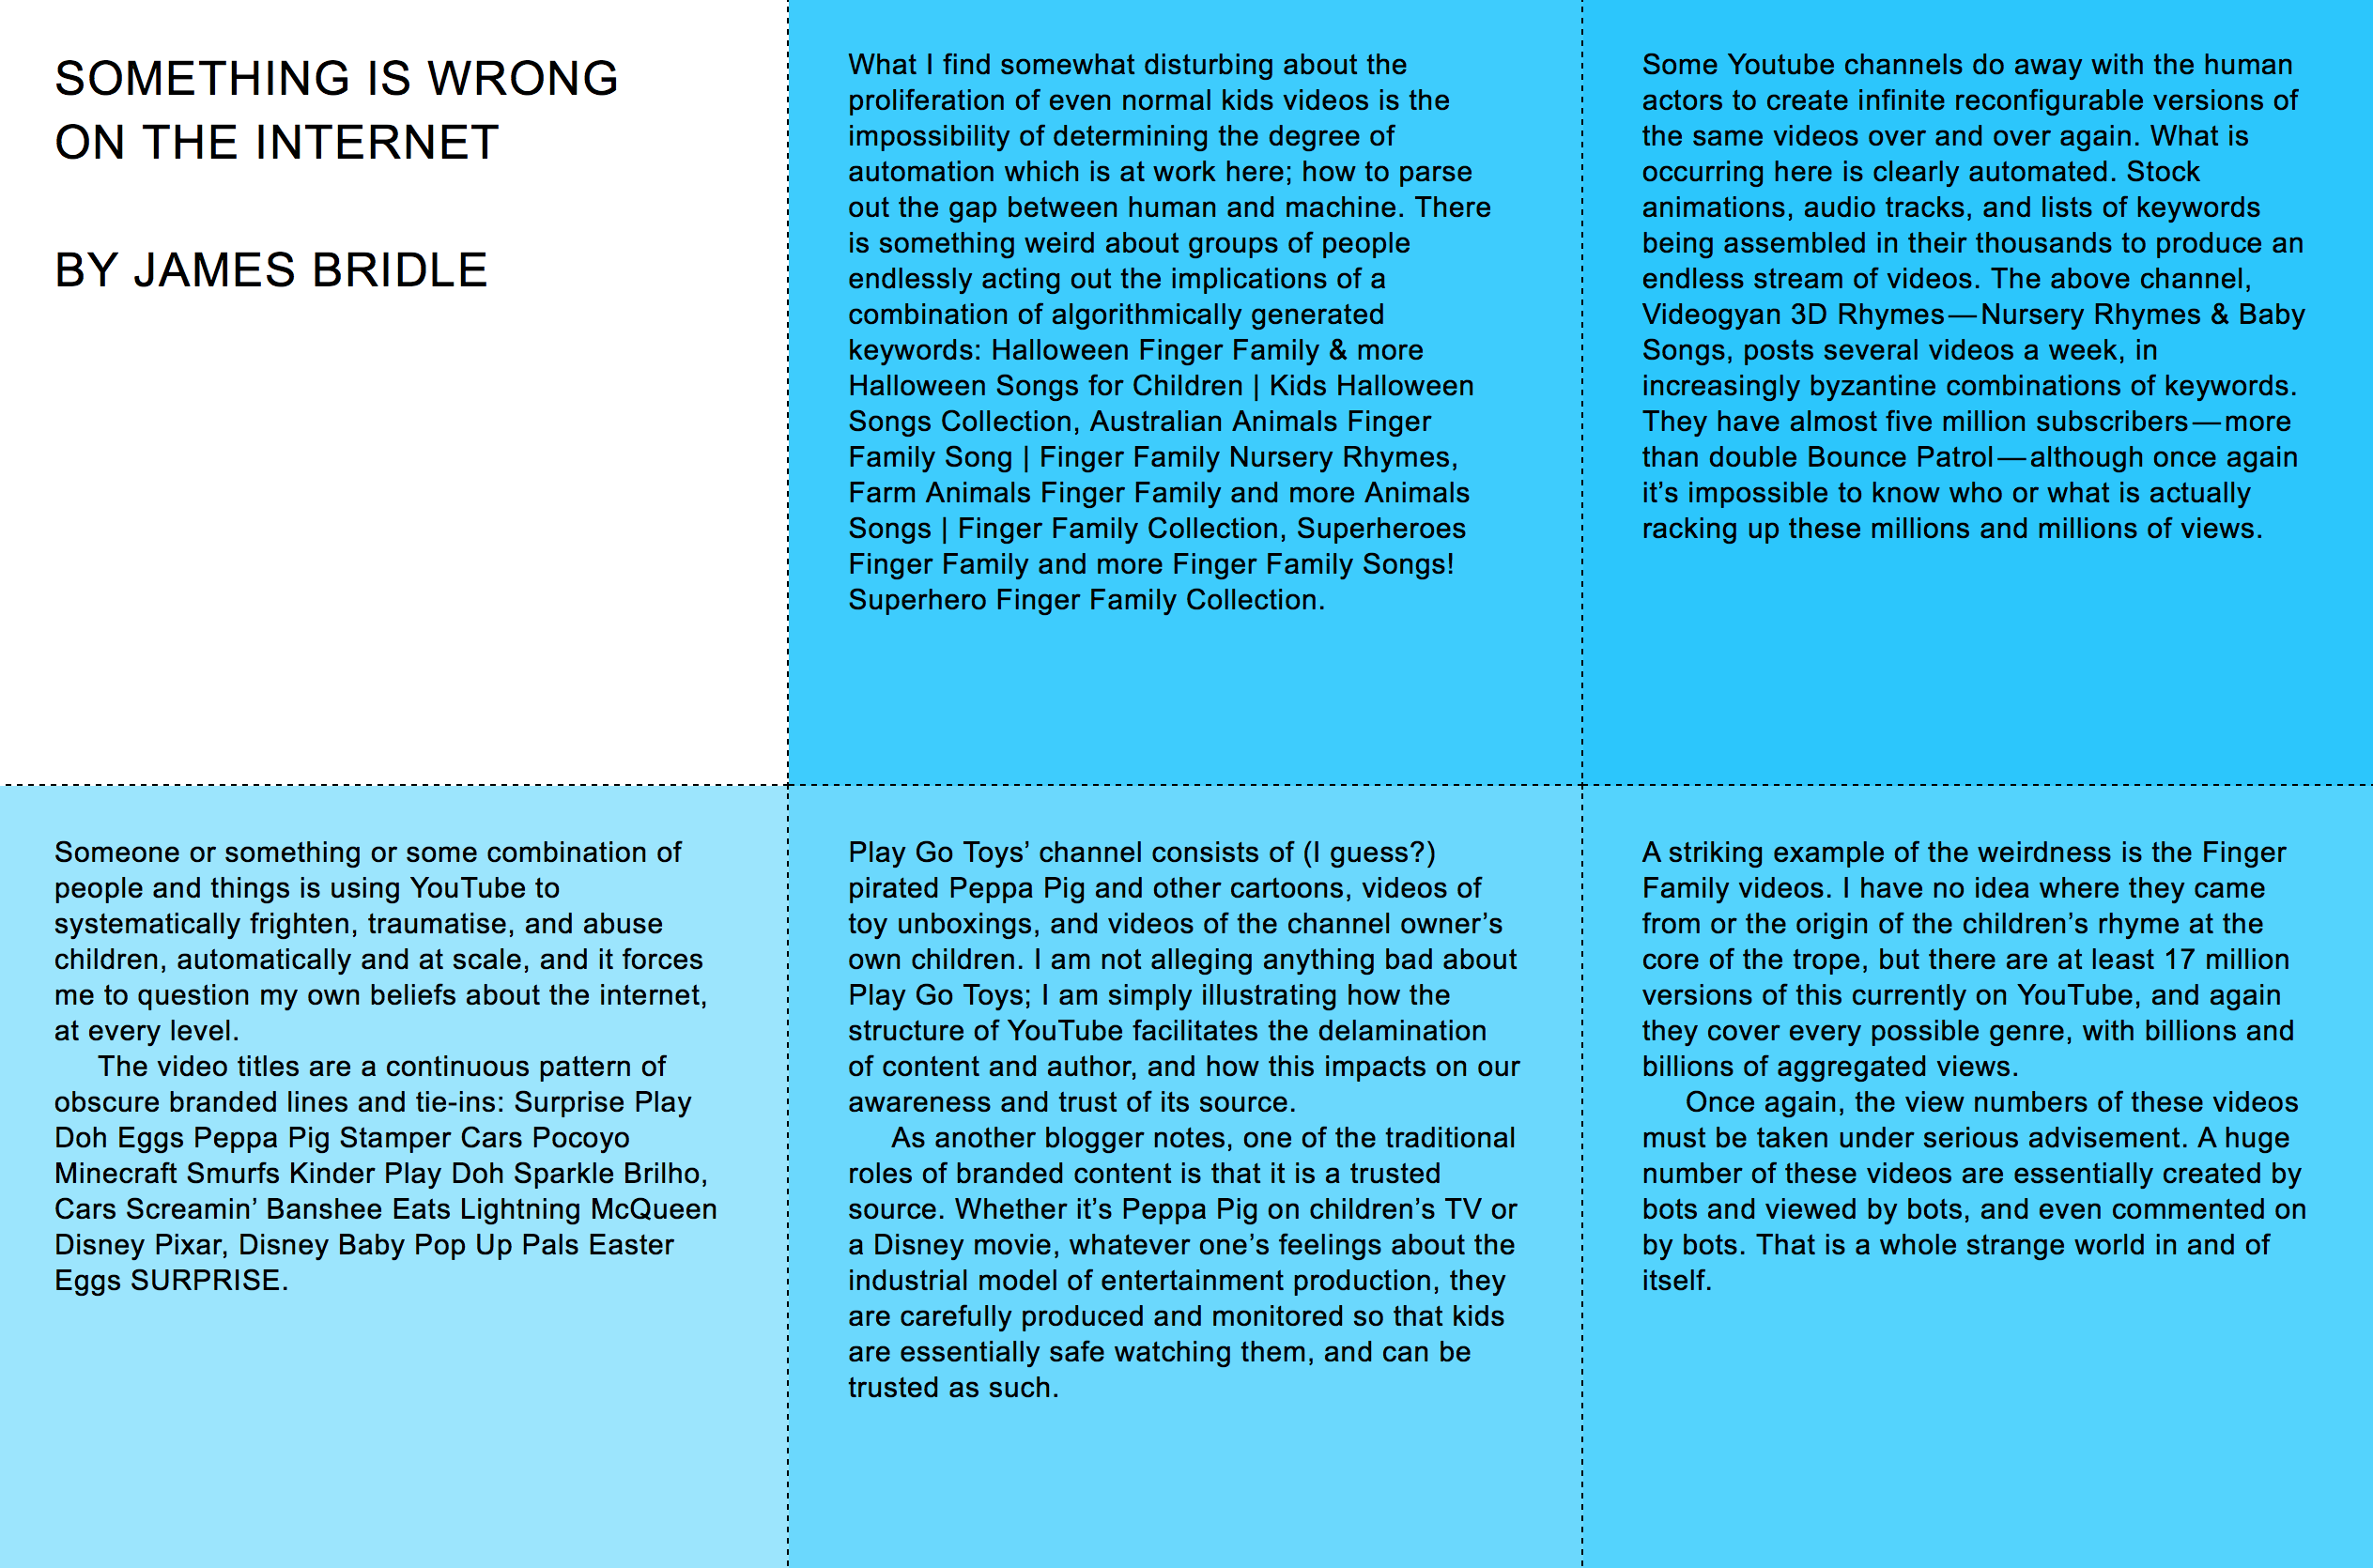 SOMETHING IS WRONG
ON THE INTERNET
BY JAMES BRIDLE
What I find somewhat disturbing about the
proliferation of even normal kids videos is the
impossibility of determining the degree of
automation which is at work here; how to parse
out the gap between human and machine. There
is something weird about groups of people
endlessly acting out the implications of a
combination of algorithmically generated
keywords: Halloween Finger Family & more
Halloween Songs for Children | Kids Halloween
Songs Collection, Australian Animals Finger
Family Song | Finger Family Nursery Rhymes,
Farm Animals Finger Family and more Animals
Songs | Finger Family Collection, Superheroes
Finger Family and more Finger Family Songs!
Superhero Finger Family Collection.
Some Youtube channels do away with the human
actors to create infinite reconfigurable versions of
the same videos over and over again. What is
occurring here is clearly automated. Stock
animations, audio tracks, and lists of keywords
being assembled in their thousands to produce an
endless stream of videos. The above channel,
Videogyan 3D Rhymes — Nursery Rhymes & Baby
Songs, posts several videos a week, in
increasingly byzantine combinations of keywords.
They have almost five million subscribers — more
than double Bounce Patrol — although once again
it’s impossible to know who or what is actually
racking up these millions and millions of views.
Someone or something or some combination of
people and things is using YouTube to
systematically frighten, traumatise, and abuse
children, automatically and at scale, and it forces
me to question my own beliefs about the internet,
at every level.
The video titles are a continuous pattern of
obscure branded lines and tie-ins: Surprise Play
Doh Eggs Peppa Pig Stamper Cars Pocoyo
Minecraft Smurfs Kinder Play Doh Sparkle Brilho,
Cars Screamin’ Banshee Eats Lightning McQueen
Disney Pixar, Disney Baby Pop Up Pals Easter
Eggs SURPRISE.
Play Go Toys’ channel consists of (I guess?)
pirated Peppa Pig and other cartoons, videos of
toy unboxings, and videos of the channel owner’s
own children. I am not alleging anything bad about
Play Go Toys; I am simply illustrating how the
structure of YouTube facilitates the delamination
of content and author, and how this impacts on our
awareness and trust of its source.
As another blogger notes, one of the traditional
roles of branded content is that it is a trusted
source. Whether it’s Peppa Pig on children’s TV or
a Disney movie, whatever one’s feelings about the
industrial model of entertainment production, they
are carefully produced and monitored so that kids
are essentially safe watching them, and can be
trusted as such.
A striking example of the weirdness is the Finger
Family videos. I have no idea where they came
from or the origin of the children’s rhyme at the
core of the trope, but there are at least 17 million
versions of this currently on YouTube, and again
they cover every possible genre, with billions and
billions of aggregated views.
Once again, the view numbers of these videos
must be taken under serious advisement. A huge
number of these videos are essentially created by
bots and viewed by bots, and even commented on
by bots. That is a whole strange world in and of
itself.